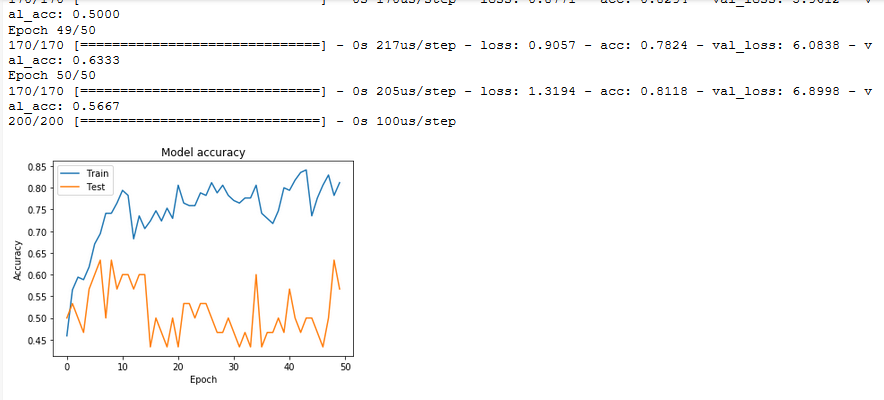 al_acc: 0.5000
Epoch 49/50
170/170 [==============================] - 0s 217us/step - loss: 0.9057 - acc: 0.7824 - val_loss: 6.0838 - v
al_acc: 0.6333
Epoch 50/50
170/170 [==============================] - 0s 205us/step - loss: 1.3194 - acc: 0.8118 - val_loss: 6.8998 - v
al_acc: 0.5667
200/200 [==============================] - 0s 100us/step
Model accuracy
Train
Test
Accuracy
0.85
0.80
0.75
0.70
0.65
0.60
0.55
0.50
0.45
0 10 20 30 40 50
Epoch